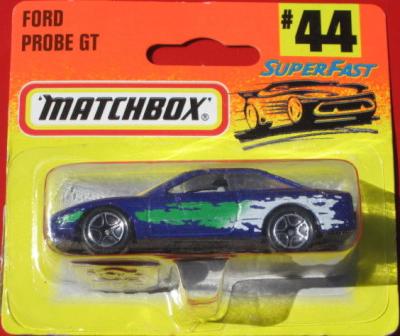 FORD
PROBE GT
#44
SUPERFAST
MATCHBOX®